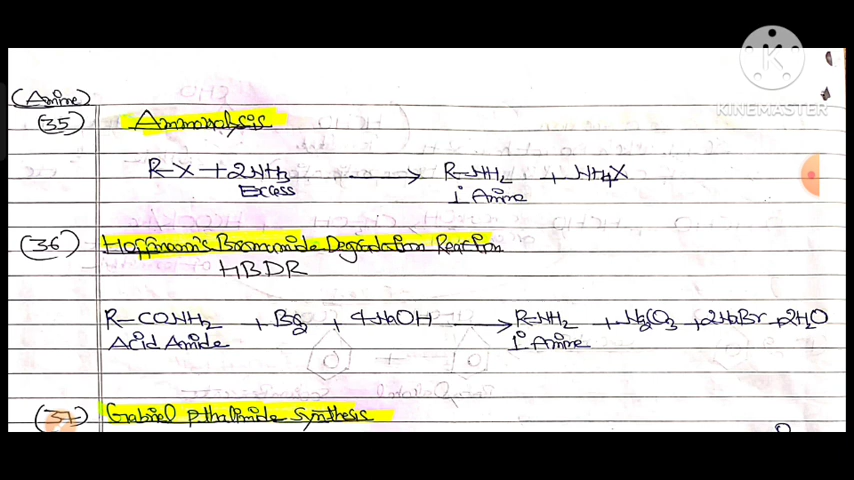 KINEMASTER
(Amine)
(35) Ammonolysis
R-X + 2NH3 → R-NH2 + NH4X
Excess 1° Amine
(36) Hoffmann's Bromamide Degradation Reaction
HBDR
R-CONH2 + Br2 + 4NaOH → R-NH2 + Na2CO3 + 2NaBr + 2H2O
Acid Amide 1° Amine
(37) Gabriel Pthalimide Synthesis